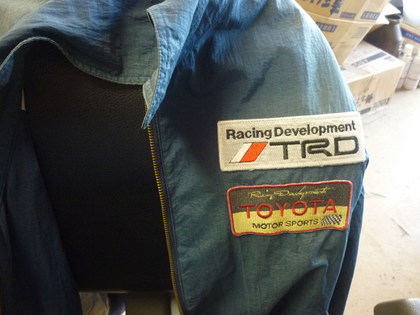 Racing Development
TRD
Racing Development
TOYOTA
MOTOR SPORTS